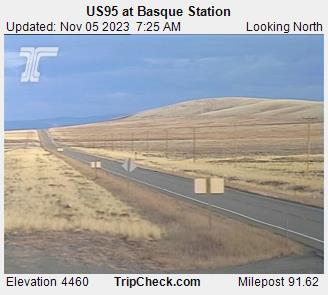 US95 at Basque Station
Updated: Nov 05 2023 7:25 AM Looking North
Elevation 4460 TripCheck.com Milepost 91.62